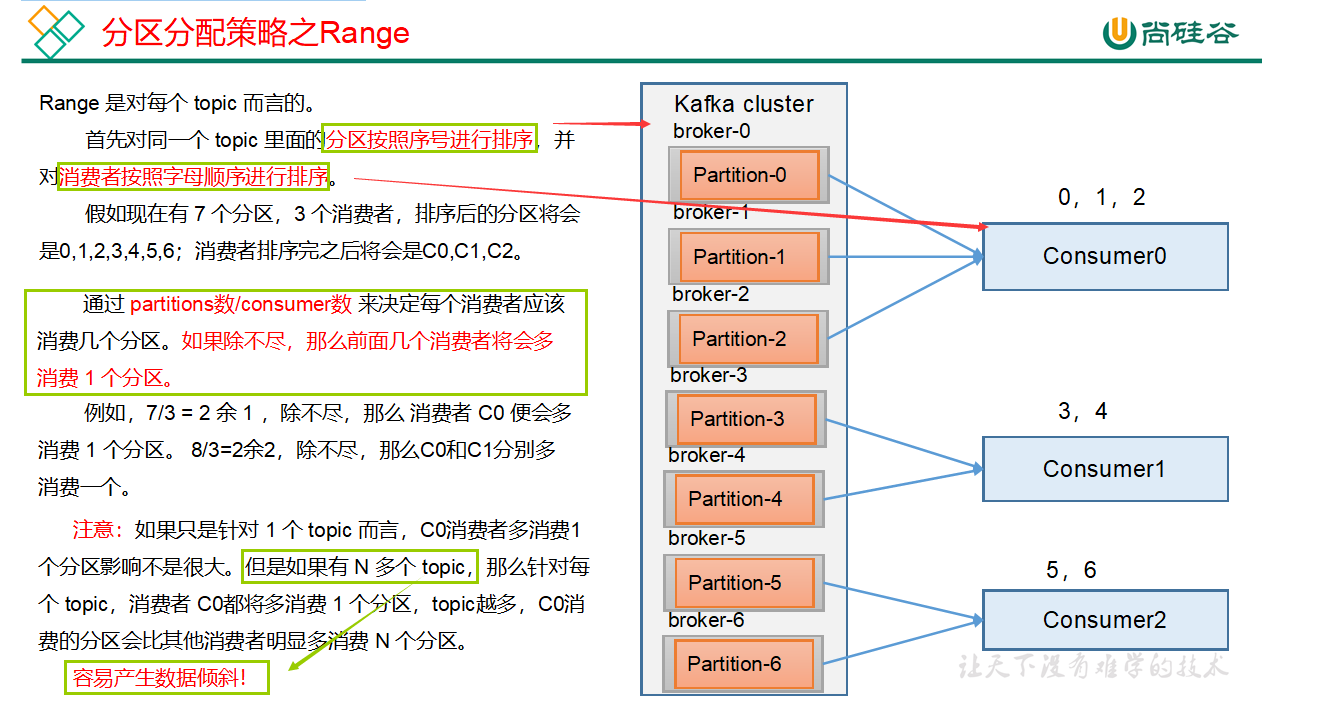 分区分配策略之Range
尚硅谷
Range 是对每个 topic 而言的。
首先对同一个 topic 里面的分区按照序号进行排序，并
对消费者按照字母顺序进行排序。
假如现在有 7 个分区，3 个消费者，排序后的分区将会
是0,1,2,3,4,5,6；消费者排序完之后将会是C0,C1,C2。
通过 partitions数/consumer数 来决定每个消费者应该
消费几个分区。如果除不尽，那么前面几个消费者将会多
消费 1 个分区。
例如，7/3 = 2 余 1 ，除不尽，那么 消费者 C0 便会多
消费 1 个分区。 8/3=2余2，除不尽，那么C0和C1分别多
消费一个。
注意：如果只是针对 1 个 topic 而言，C0消费者多消费1
个分区影响不是很大。但是如果有 N 多个 topic，那么针对每
个 topic，消费者 C0都将多消费 1 个分区，topic越多，C0消
费的分区会比其他消费者明显多消费 N 个分区。
容易产生数据倾斜！
Kafka cluster
broker-0
Partition-0
broker-1
Partition-1
broker-2
Partition-2
broker-3
Partition-3
broker-4
Partition-4
broker-5
Partition-5
broker-6
Partition-6
0，1，2
Consumer0
3，4
Consumer1
5，6
Consumer2
让天下没有难学的技术